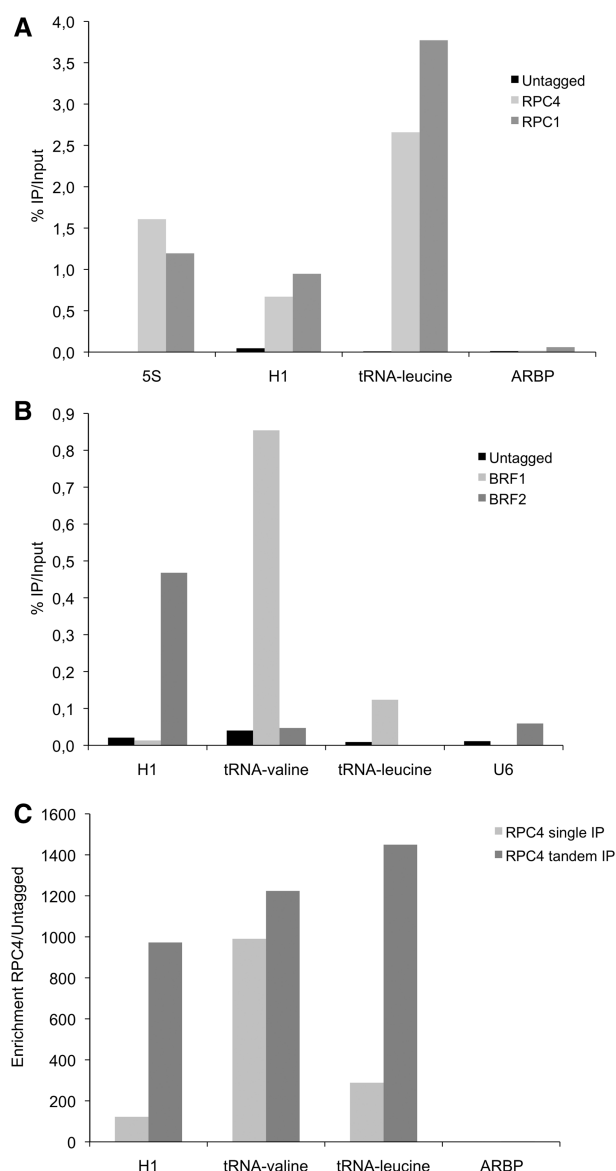 A
4,0
3,5
3,0
2,5
2,0
1,5
1,0
0,5
0,0
% IP/Input
Untagged
RPC4
RPC1
5S H1 tRNA-leucine ARBP
B
0,9
0,8
0,7
0,6
0,5
0,4
0,3
0,2
0,1
0,0
% IP/Input
Untagged
BRF1
BRF2
H1 tRNA-valine tRNA-leucine U6
C
1600
1400
1200
1000
800
600
400
200
0
Enrichment RPC4/Untagged
RPC4 single IP
RPC4 tandem IP
H1 tRNA-valine tRNA-leucine ARBP